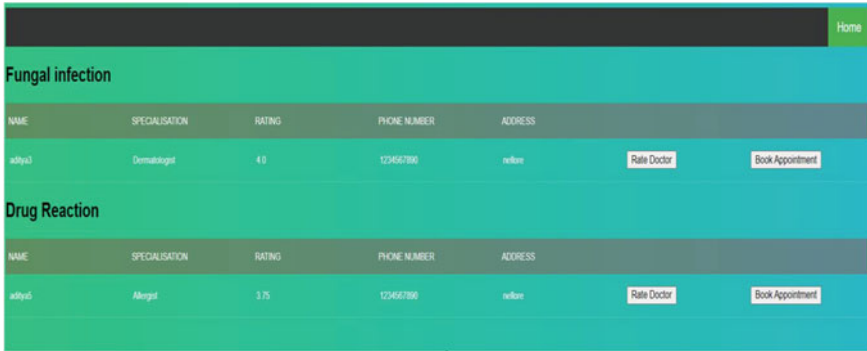 Home
Fungal infection
NAME SPECIALISATION RATING PHONE NUMBER ADDRESS
aditya3 Dermatologist 4.0 1234567890 nellore Rate Doctor Book Appointment
Drug Reaction
NAME SPECIALISATION RATING PHONE NUMBER ADDRESS
aditya5 Allergist 3.75 1234567890 nellore Rate Doctor Book Appointment